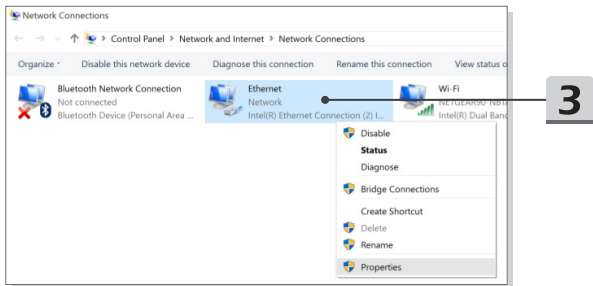 Network Connections
Control Panel > Network and Internet > Network Connections
Organize Disable this network device Diagnose this connection Rename this connection View status o
Bluetooth Network Connection
Not connected
Bluetooth Device (Personal Area ...
Ethernet
Network
Intel(R) Ethernet Connection (2) I...
Wi-Fi
NETGEAR90-
Intel(R) Dual Band
3
Disable
Status
Diagnose
Bridge Connections
Create Shortcut
Delete
Rename
Properties